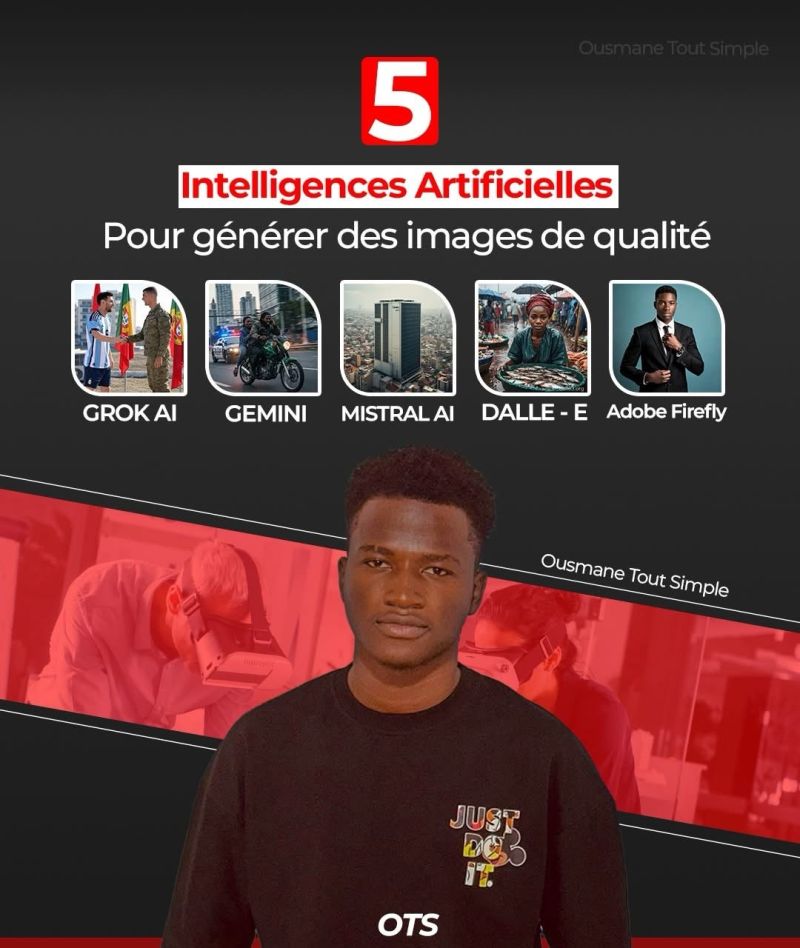 Ousmane Tout Simple
5
Intelligences Artificielles
Pour générer des images de qualité
GROK AI
GEMINI
MISTRAL AI
DALLE - E
Adobe Firefly
Ousmane Tout Simple
JUST
DO
IT.
OTS